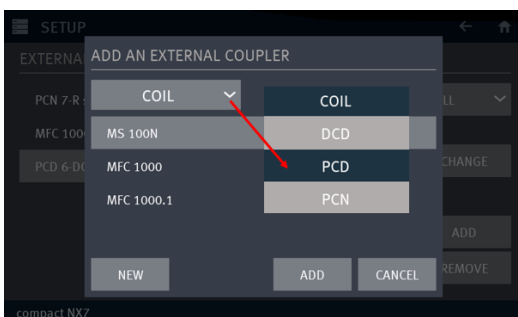 SETUP
EXTERNA
ADD AN EXTERNAL COUPLER
PCN 7-R
COIL
COIL
LL
MFC 100
MS 100N
DCD
PCD 6-DC
MFC 1000
PCD
CHANGE
MFC 1000.1
PCN
ADD
NEW
ADD
CANCEL
REMOVE
compact NX7